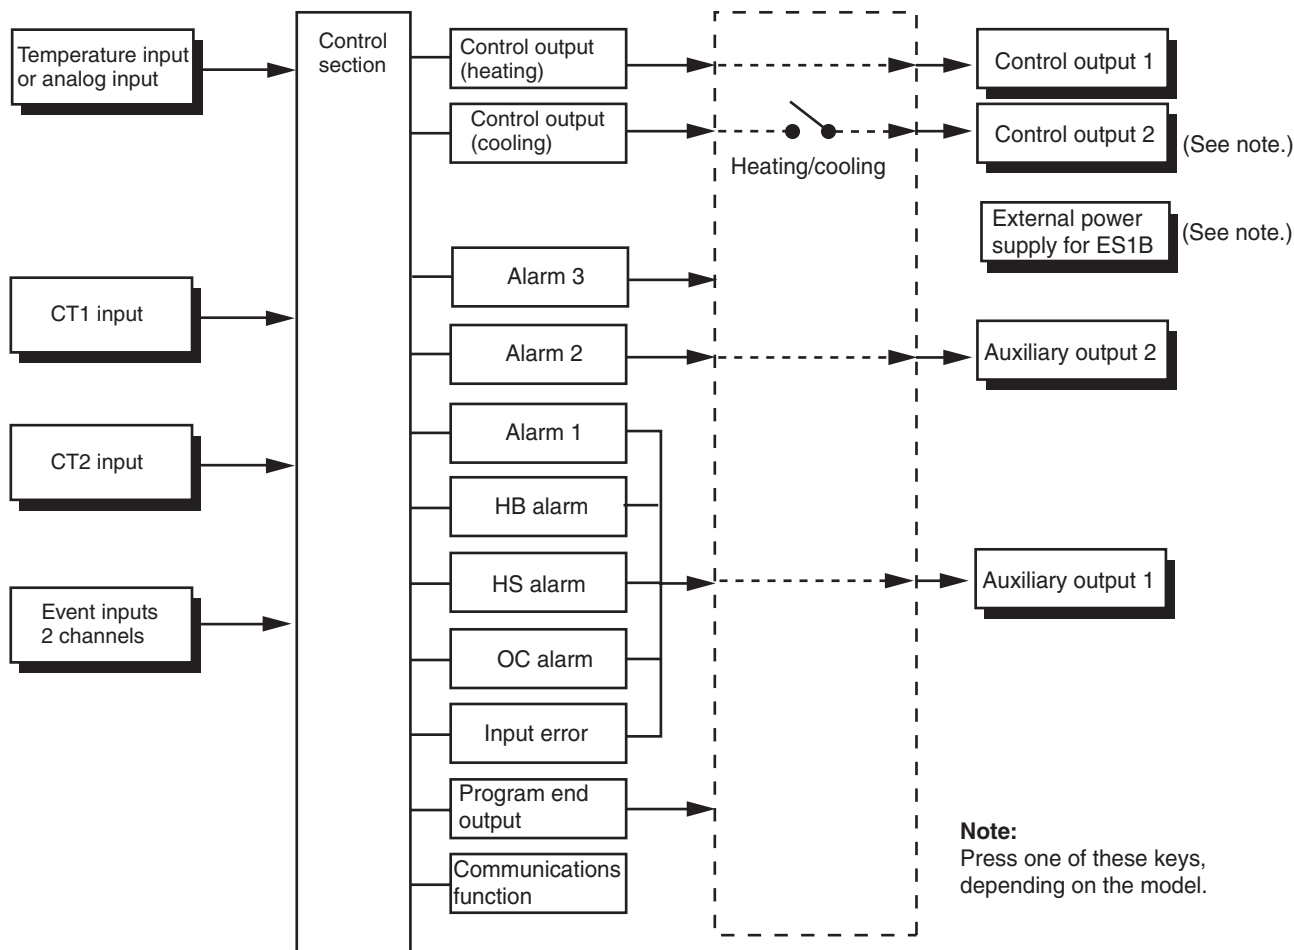 Temperature input
or analog input
CT1 input
CT2 input
Event inputs
2 channels
Control
section
Control output
(heating)
Control output
(cooling)
Alarm 3
Alarm 2
Alarm 1
HB alarm
HS alarm
OC alarm
Input error
Program end
output
Communications
function
Heating/cooling
Control output 1
Control output 2
(See note.)
External power
supply for ES1B
(See note.)
Auxiliary output 2
Auxiliary output 1
Note:
Press one of these keys,
depending on the model.